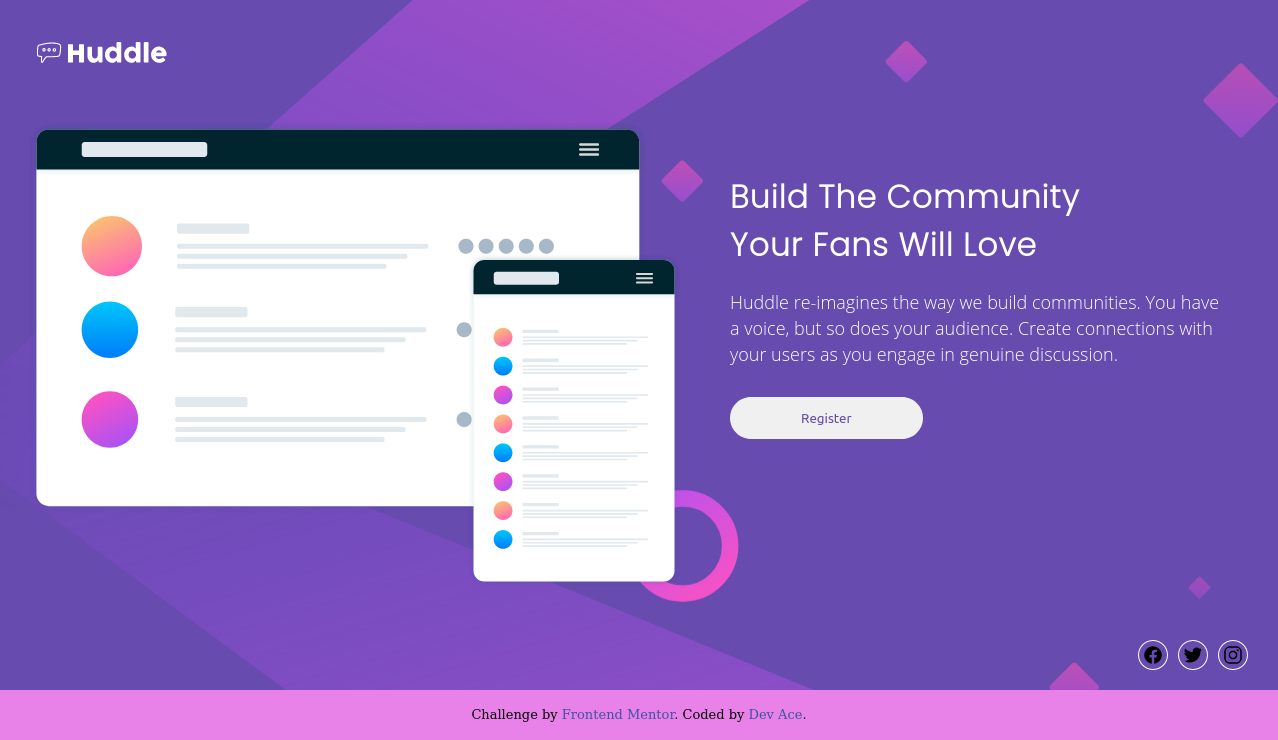 Huddle
Build The Community
Your Fans Will Love
Huddle re-imagines the way we build communities. You have
a voice, but so does your audience. Create connections with
your users as you engage in genuine discussion.
Register
Challenge by Frontend Mentor. Coded by Dev Ace.